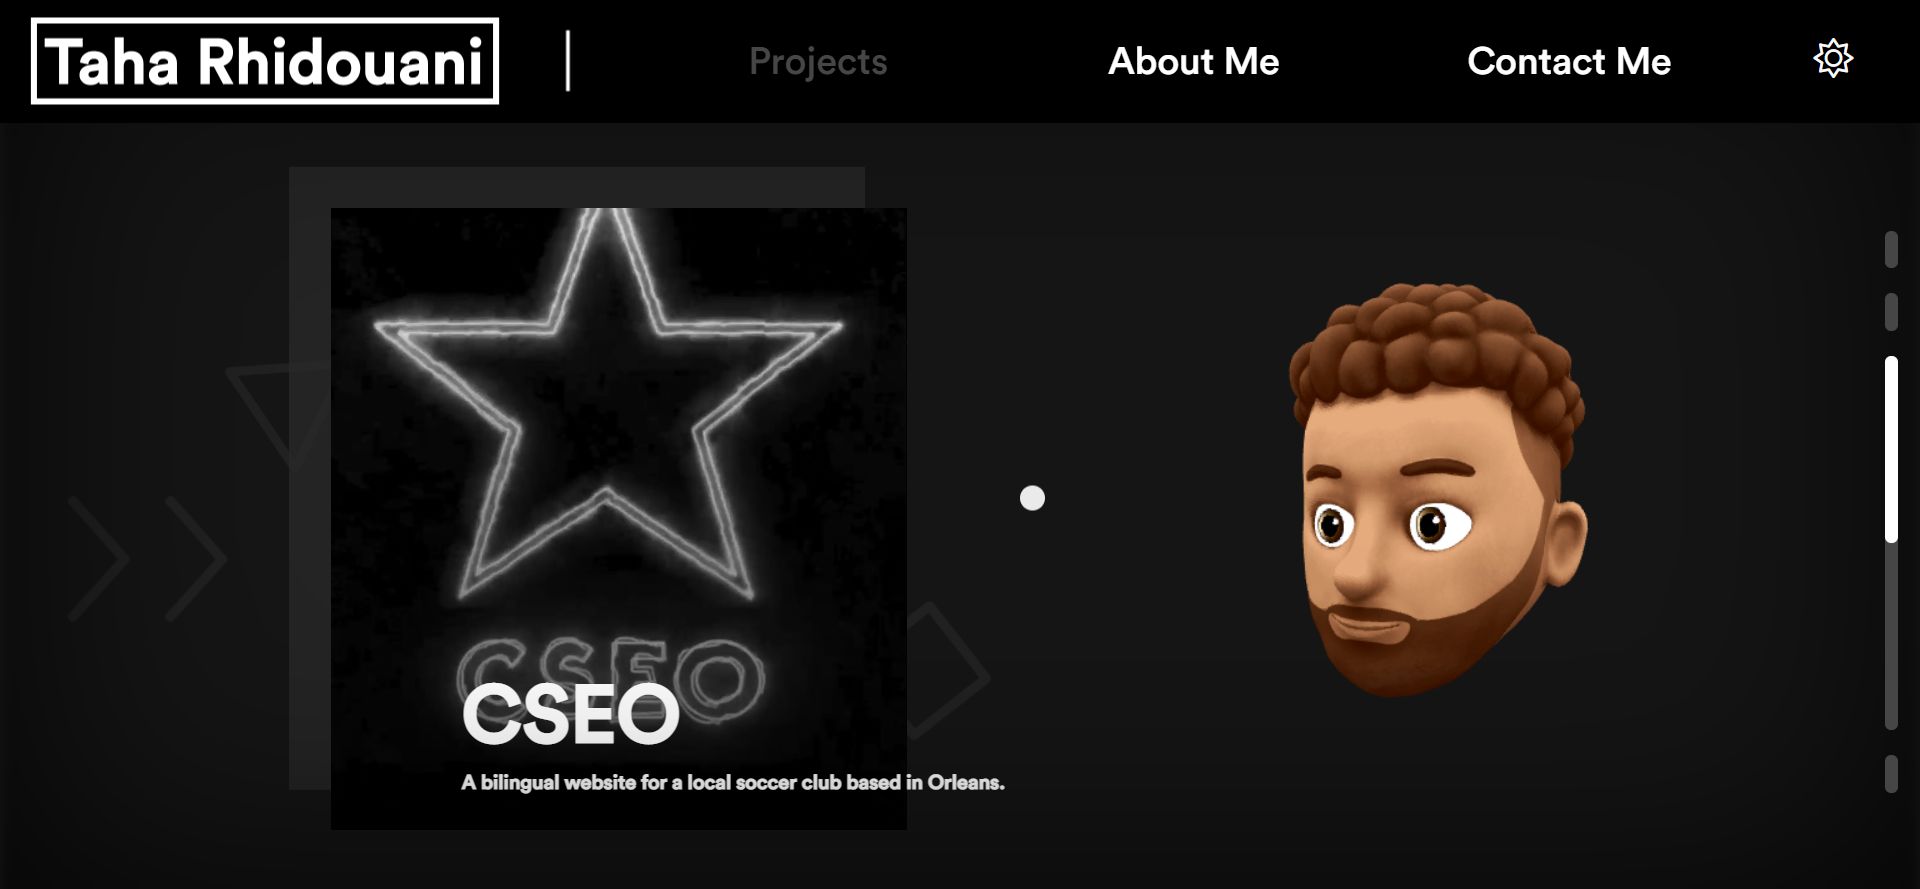 Taha Rhidouani
Projects
About Me
Contact Me
CSEO
CSEO
A bilingual website for a local soccer club based in Orleans.